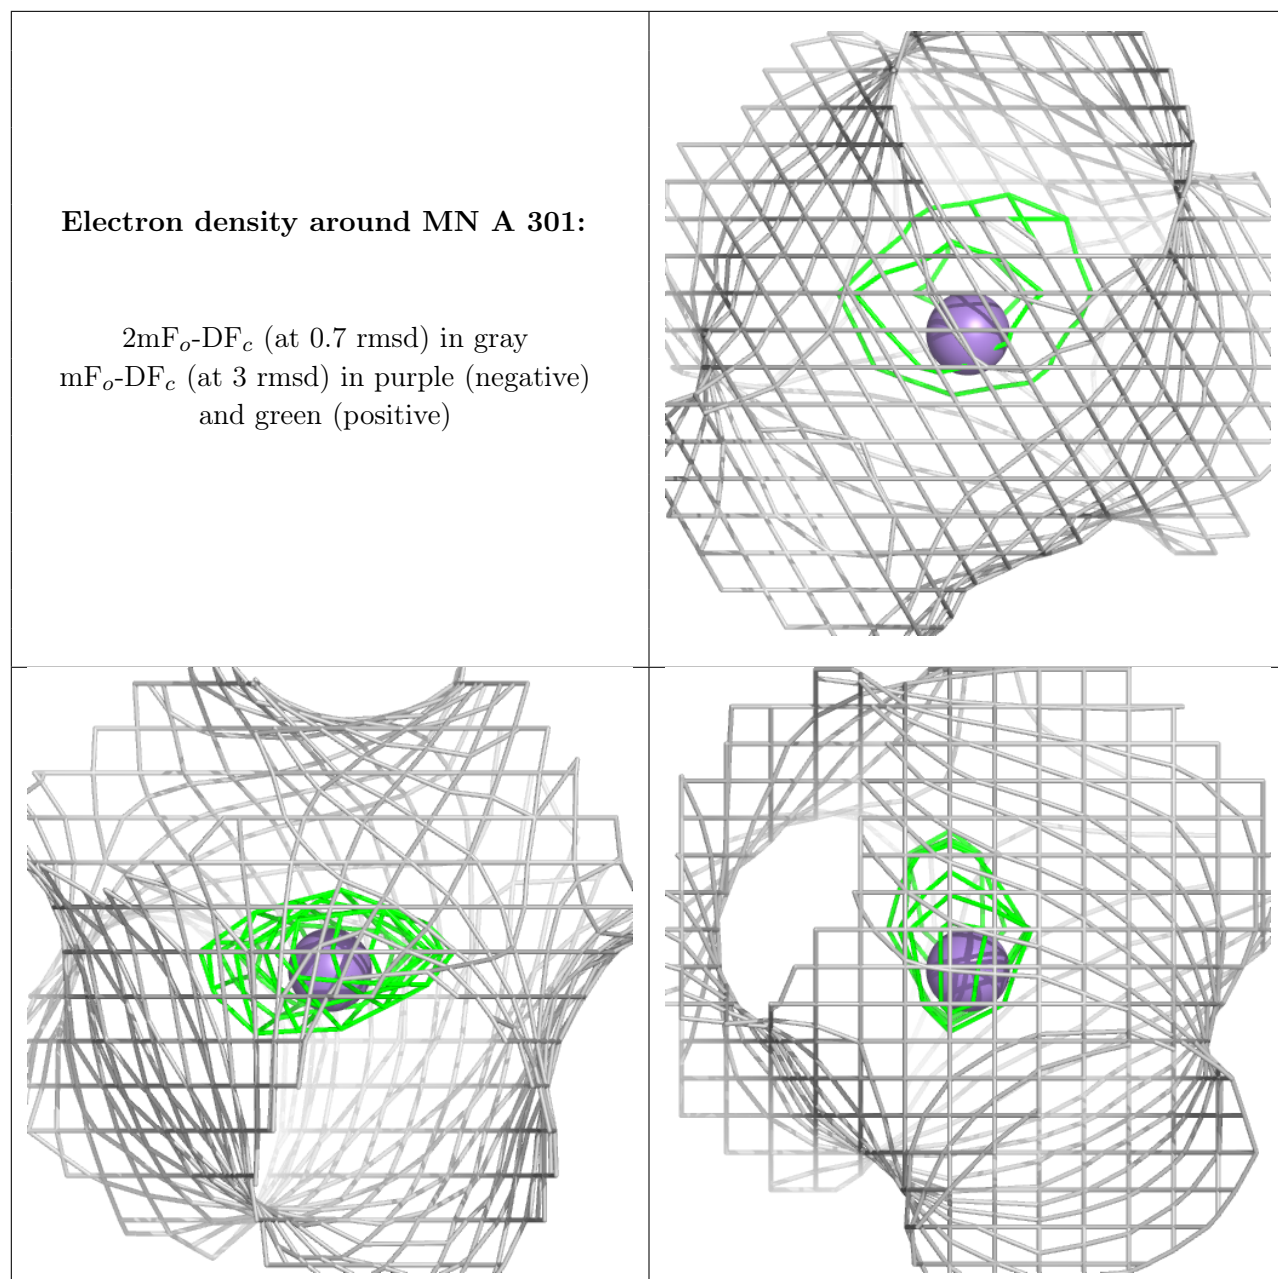 Electron density around MN A 301:
2mFo-DFc (at 0.7 rmsd) in gray
mFo-DFc (at 3 rmsd) in purple (negative)
and green (positive)